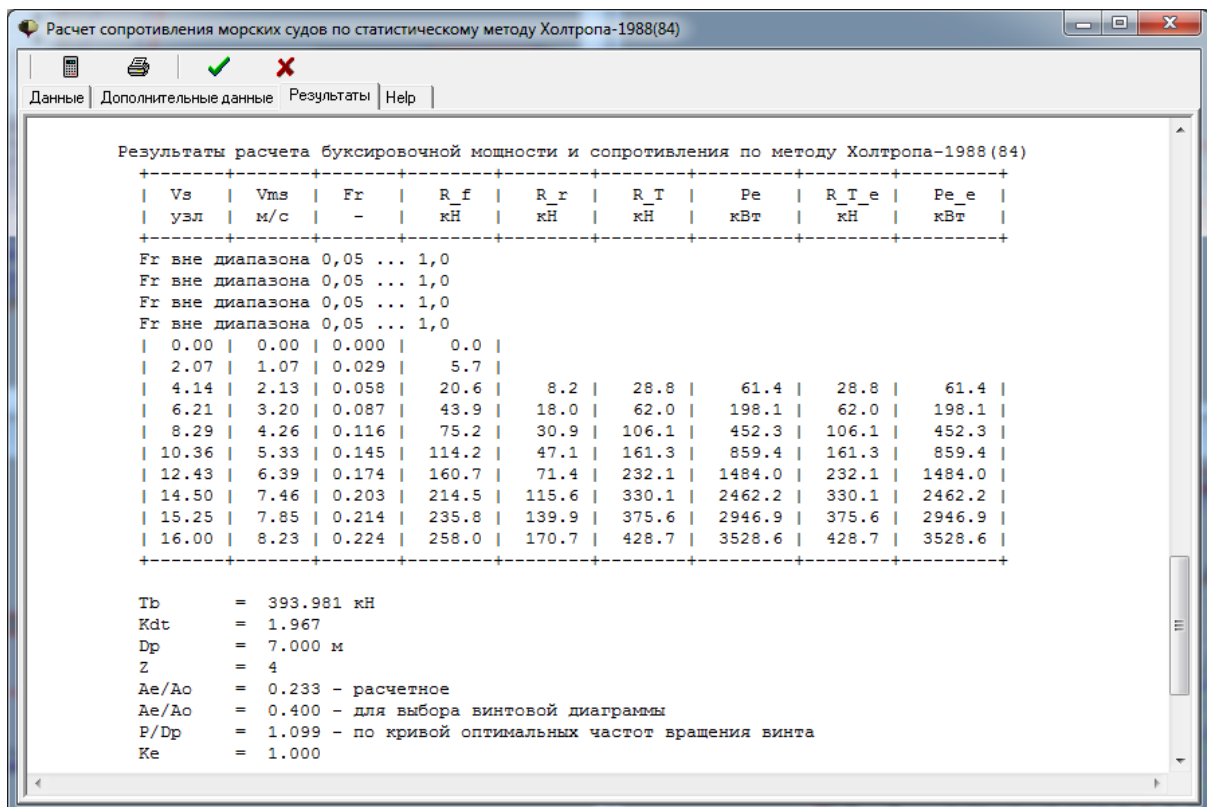 Расчет сопротивления морских судов по статистическому методу Холтропа-1988(84)
Данные Дополнительные данные Результаты Help
Результаты расчета буксировочной мощности и сопротивления по методу Холтропа-1988(84)
+-------+-------+-------+--------+-------+--------+---------+--------+---------+
| Vs | Vms | Fr | R_f | R_r | R_T | Pe | R_T_e | Pe_e |
| узл | м/с | - | кН | кН | кН | кВт | кН | кВт |
+-------+-------+-------+--------+-------+--------+---------+--------+---------+
Fr вне диапазона 0,05 ... 1,0
Fr вне диапазона 0,05 ... 1,0
Fr вне диапазона 0,05 ... 1,0
Fr вне диапазона 0,05 ... 1,0
| 0.00 | 0.00 | 0.000 | 0.0 |
| 2.07 | 1.07 | 0.029 | 5.7 |
| 4.14 | 2.13 | 0.058 | 20.6 | 8.2 | 28.8 | 61.4 | 28.8 | 61.4 |
| 6.21 | 3.20 | 0.087 | 43.9 | 18.0 | 62.0 | 198.1 | 62.0 | 198.1 |
| 8.29 | 4.26 | 0.116 | 75.2 | 30.9 | 106.1 | 452.3 | 106.1 | 452.3 |
| 10.36 | 5.33 | 0.145 | 114.2 | 47.1 | 161.3 | 859.4 | 161.3 | 859.4 |
| 12.43 | 6.39 | 0.174 | 160.7 | 71.4 | 232.1 | 1484.0 | 232.1 | 1484.0 |
| 14.50 | 7.46 | 0.203 | 214.5 | 115.6 | 330.1 | 2462.2 | 330.1 | 2462.2 |
| 15.25 | 7.85 | 0.214 | 235.8 | 139.9 | 375.6 | 2946.9 | 375.6 | 2946.9 |
| 16.00 | 8.23 | 0.224 | 258.0 | 170.7 | 428.7 | 3528.6 | 428.7 | 3528.6 |
+-------+-------+-------+--------+-------+--------+---------+--------+---------+
Tb = 393.981 кН
Kdt = 1.967
Dp = 7.000 м
Z = 4
Ae/Ao = 0.233 - расчетное
Ae/Ao = 0.400 - для выбора винтовой диаграммы
P/Dp = 1.099 - по кривой оптимальных частот вращения винта
Ke = 1.000